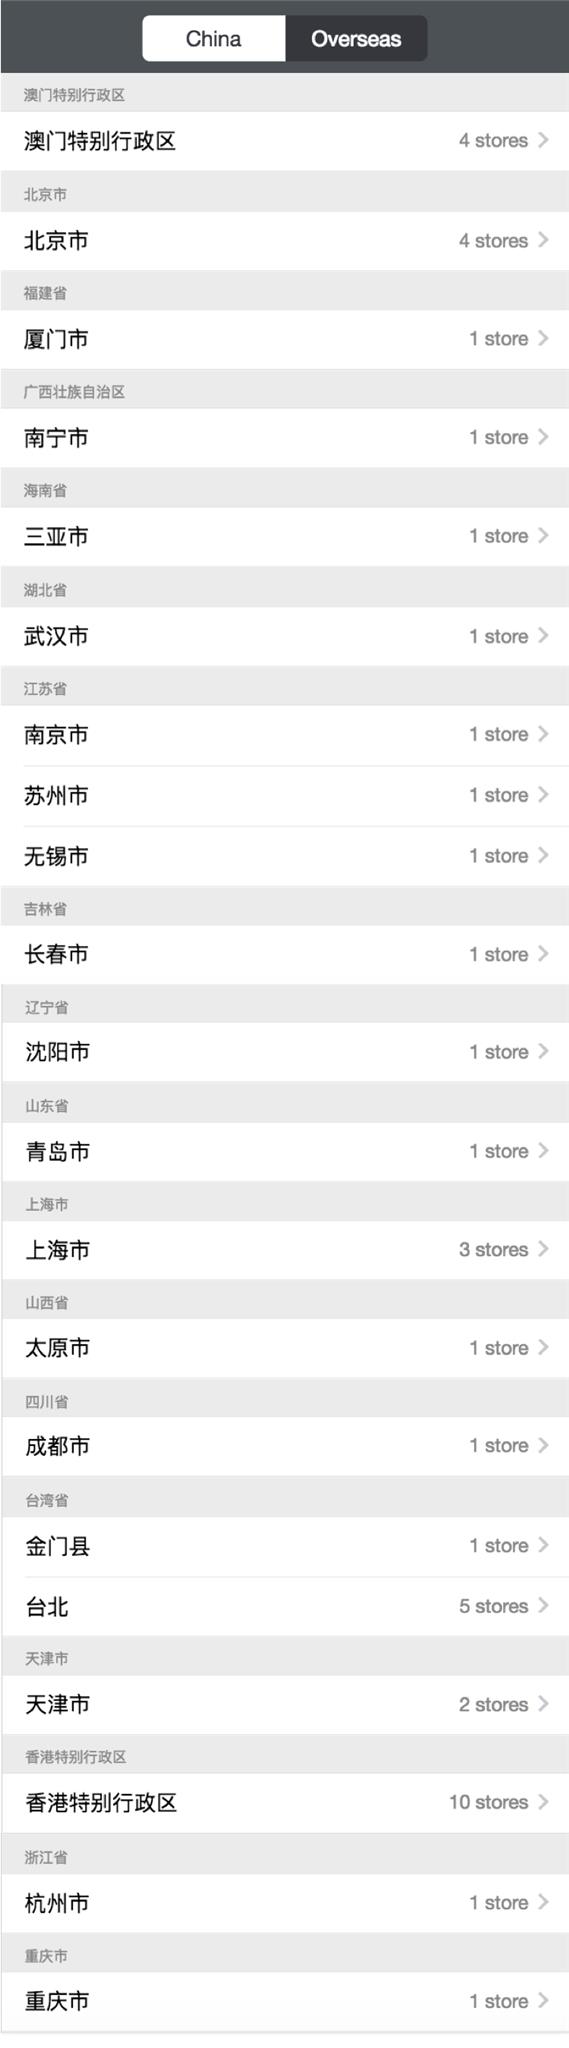 China Overseas
澳门特别行政区
澳门特别行政区 4 stores
北京市
北京市 4 stores
福建省
厦门市 1 store
广西壮族自治区
南宁市 1 store
海南省
三亚市 1 store
湖北省
武汉市 1 store
江苏省
南京市 1 store
苏州市 1 store
无锡市 1 store
吉林省
长春市 1 store
辽宁省
沈阳市 1 store
山东省
青岛市 1 store
上海市
上海市 3 stores
山西省
太原市 1 store
四川省
成都市 1 store
台湾省
金门县 1 store
台北 5 stores
天津市
天津市 2 stores
香港特别行政区
香港特别行政区 10 stores
浙江省
杭州市 1 store
重庆市
重庆市 1 store